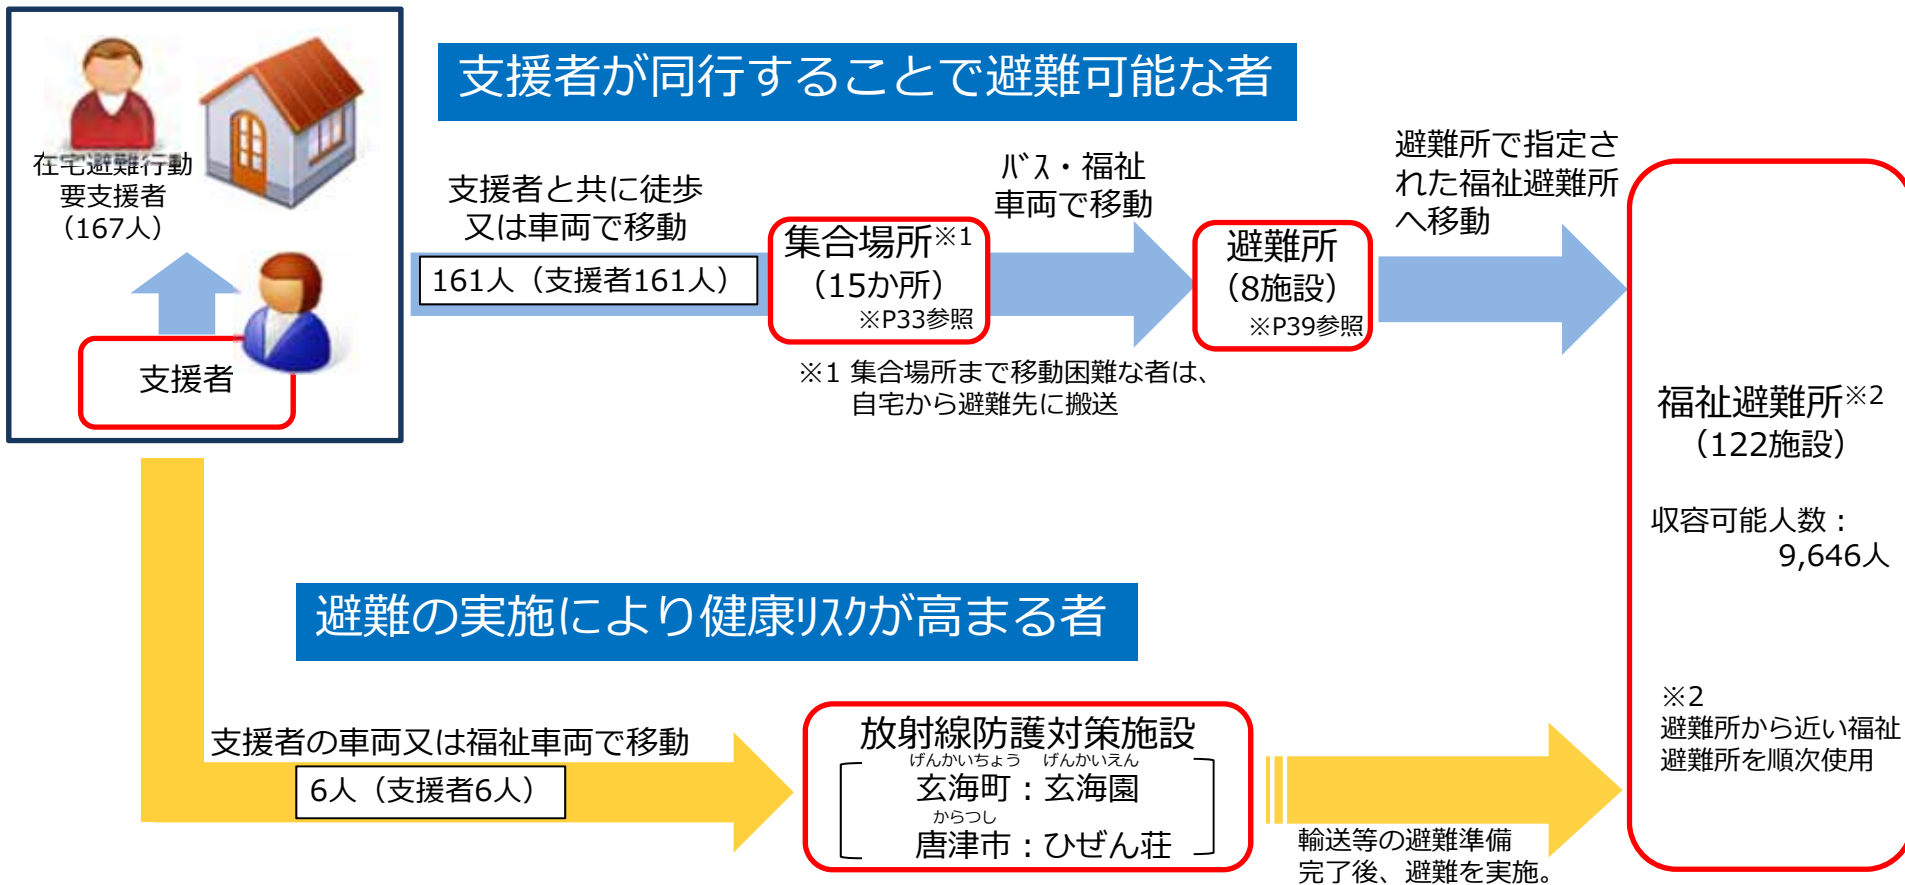 在宅避難行動
要支援者
（167人）
支援者
支援者が同行することで避難可能な者
支援者と共に徒歩
又は車両で移動
161人（支援者161人）
集合場所※1
（15か所）
※P33参照
※1 集合場所まで移動困難な者は、
自宅から避難先に搬送
ﾊﾞｽ・福祉
車両で移動
避難所
（8施設）
※P39参照
避難所で指定さ
れた福祉避難所
へ移動
福祉避難所※2
（122施設）
収容可能人数：
9,646人
※2
避難所から近い福祉
避難所を順次使用
避難の実施により健康ﾘｽｸが高まる者
支援者の車両又は福祉車両で移動
6人（支援者6人）
放射線防護対策施設
げんかいちょう げんかいえん
玄海町：玄海園
からつし
唐津市：ひぜん荘
輸送等の避難準備
完了後、避難を実施。